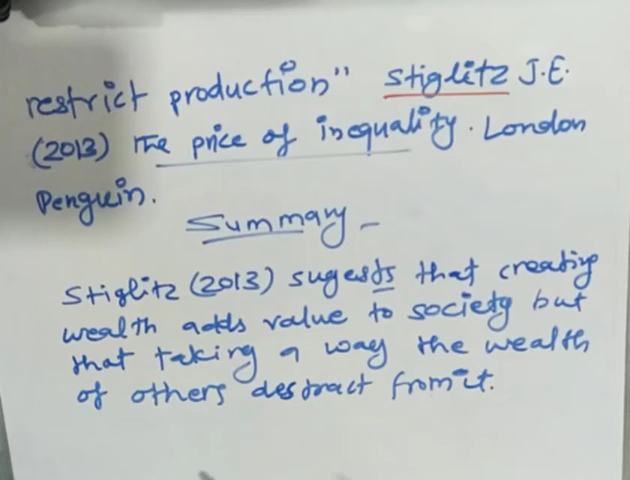 restrict production" Stiglitz J.E.
(2013) The price of inequality. London
Penguin.
Summary -
Stiglitz (2013) sugests that creating
wealth adds value to society but
that taking a way the wealth
of others destract from it.